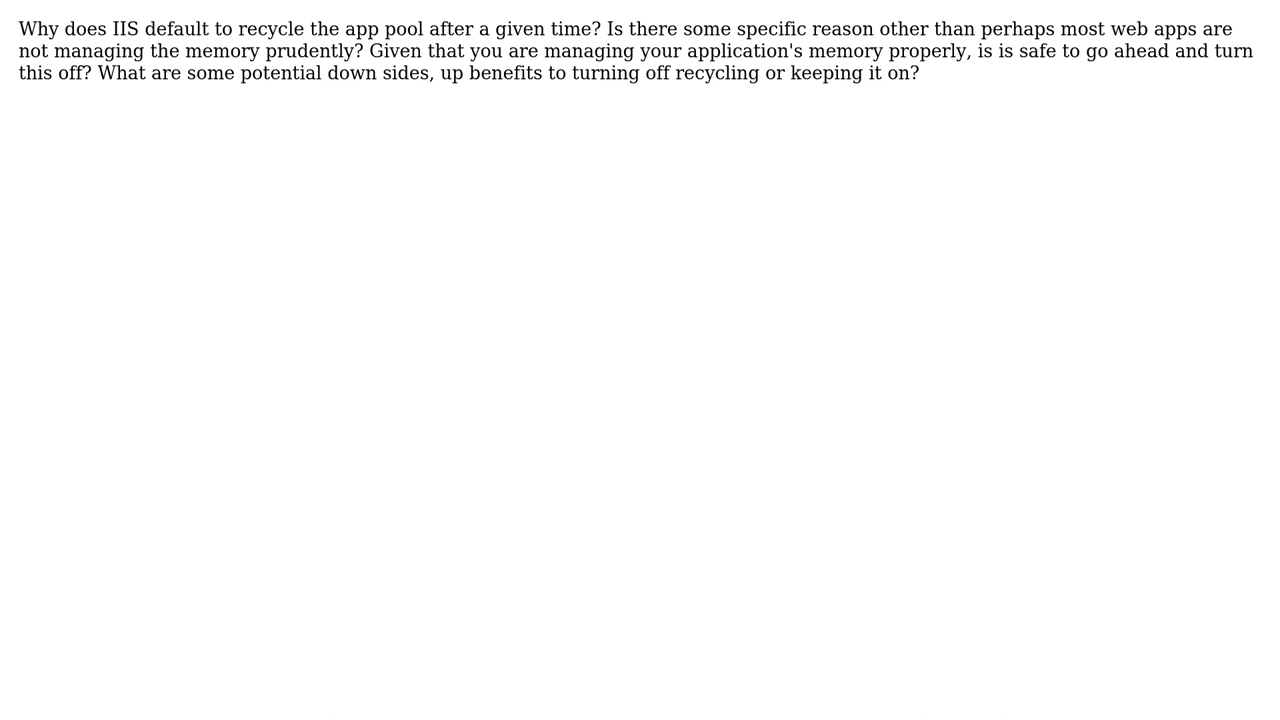 Why does IIS default to recycle the app pool after a given time? Is there some specific reason other than perhaps most web apps are
not managing the memory prudently? Given that you are managing your application's memory properly, is is safe to go ahead and turn
this off? What are some potential down sides, up benefits to turning off recycling or keeping it on?